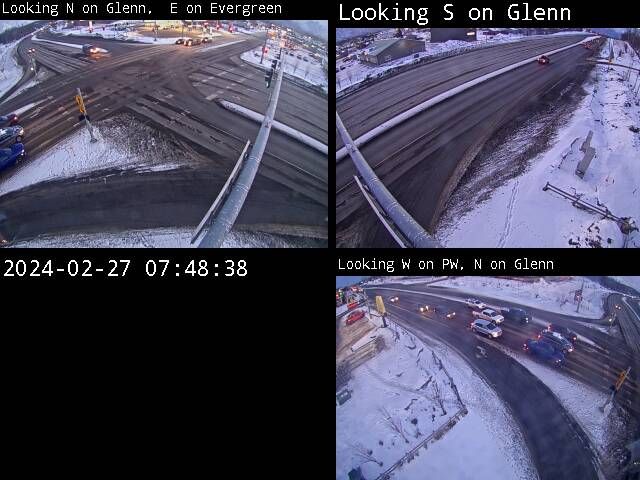 Looking N on Glenn,  E on Evergreen
Looking S on Glenn
2024-02-27 07:48:38
Looking W on PW, N on Glenn